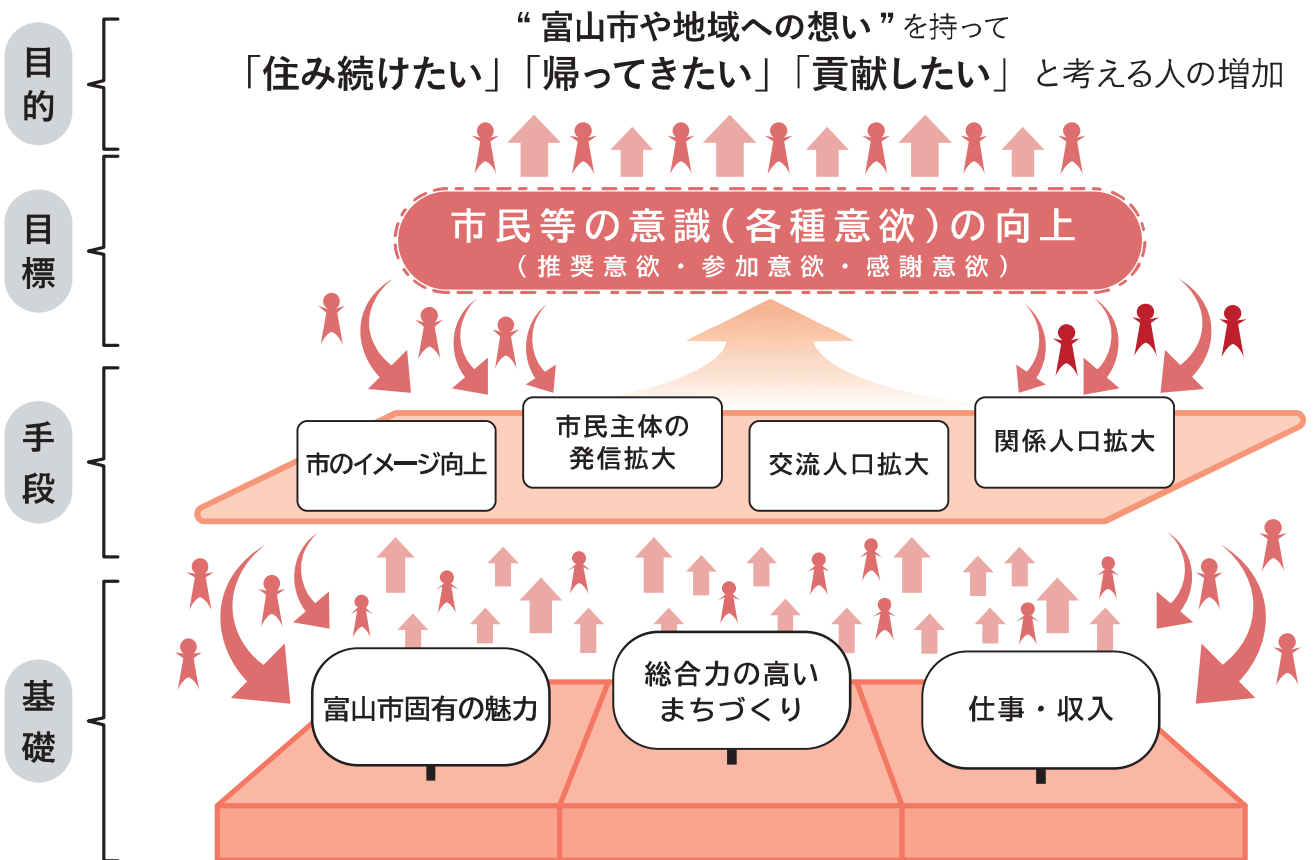 目的
“富山市や地域への想い”を持って
「住み続けたい」「帰ってきたい」「貢献したい」と考える人の増加
目標
市民等の意識(各種意欲)の向上
(推奨意欲・参加意欲・感謝意欲)
手段
市のイメージ向上
市民主体の
発信拡大
交流人口拡大
関係人口拡大
基礎
富山市固有の魅力
総合力の高い
まちづくり
仕事・収入